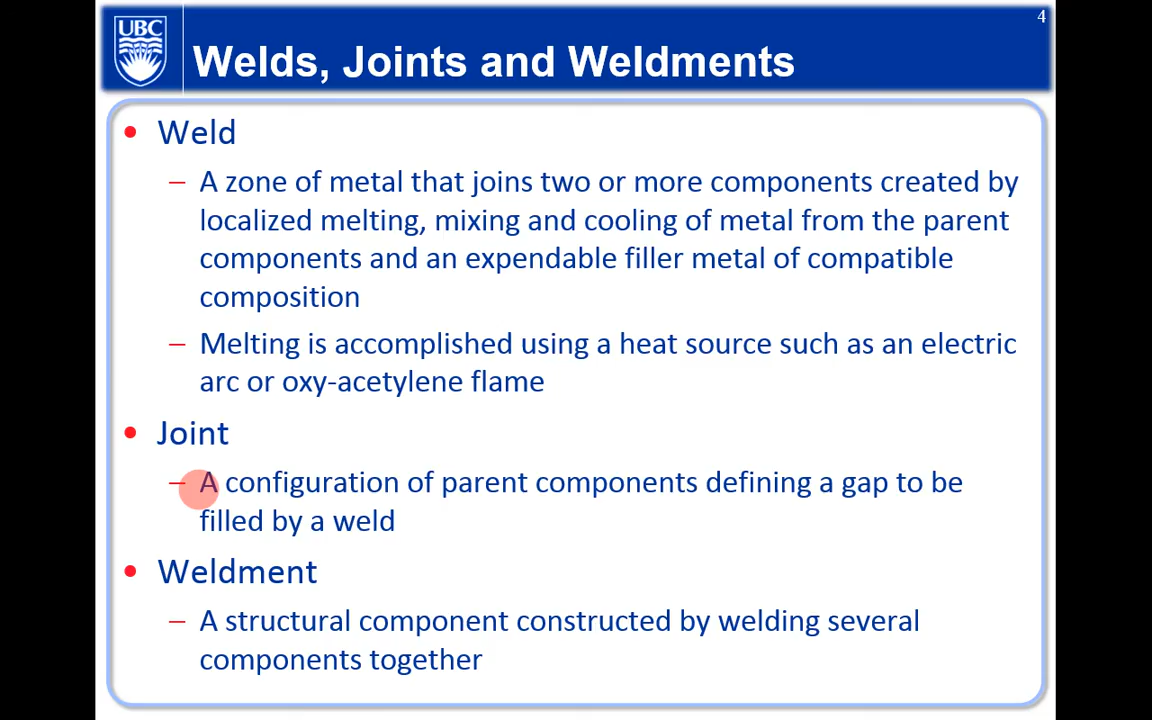 4
UBC
Welds, Joints and Weldments
• Weld
– A zone of metal that joins two or more components created by
localized melting, mixing and cooling of metal from the parent
components and an expendable filler metal of compatible
composition
– Melting is accomplished using a heat source such as an electric
arc or oxy-acetylene flame
• Joint
– A configuration of parent components defining a gap to be
filled by a weld
• Weldment
– A structural component constructed by welding several
components together